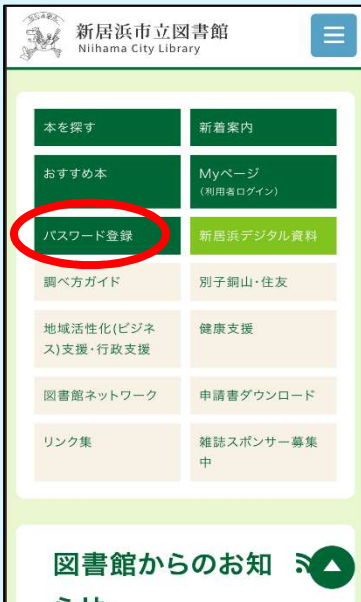 新居浜市立図書館
Niihama City Library
本を探す
新着案内
おすすめ本
Myページ
(利用者ログイン)
パスワード登録
新居浜デジタル資料
調べ方ガイド
別子銅山・住友
地域活性化(ビジネ
ス)支援・行政支援
健康支援
図書館ネットワーク
申請書ダウンロード
リンク集
雑誌スポンサー募集
中
図書館からのお知